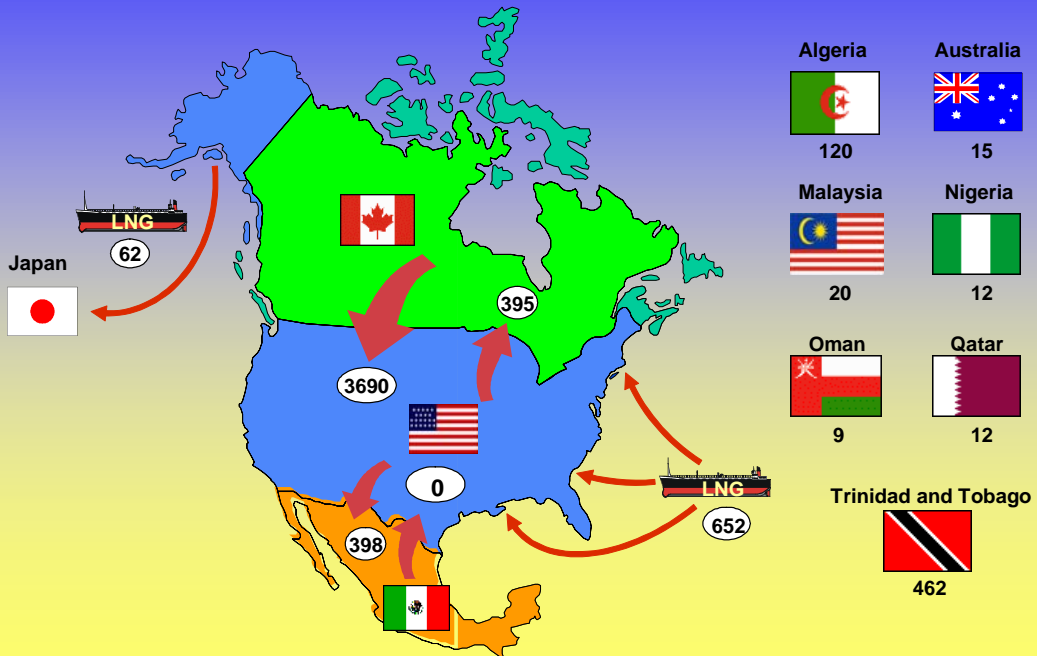 Algeria
Australia
120
15
LNG
62
Malaysia
Nigeria
Japan
20
12
395
3690
Oman
Qatar
9
12
0
LNG
652
Trinidad and Tobago
398
462